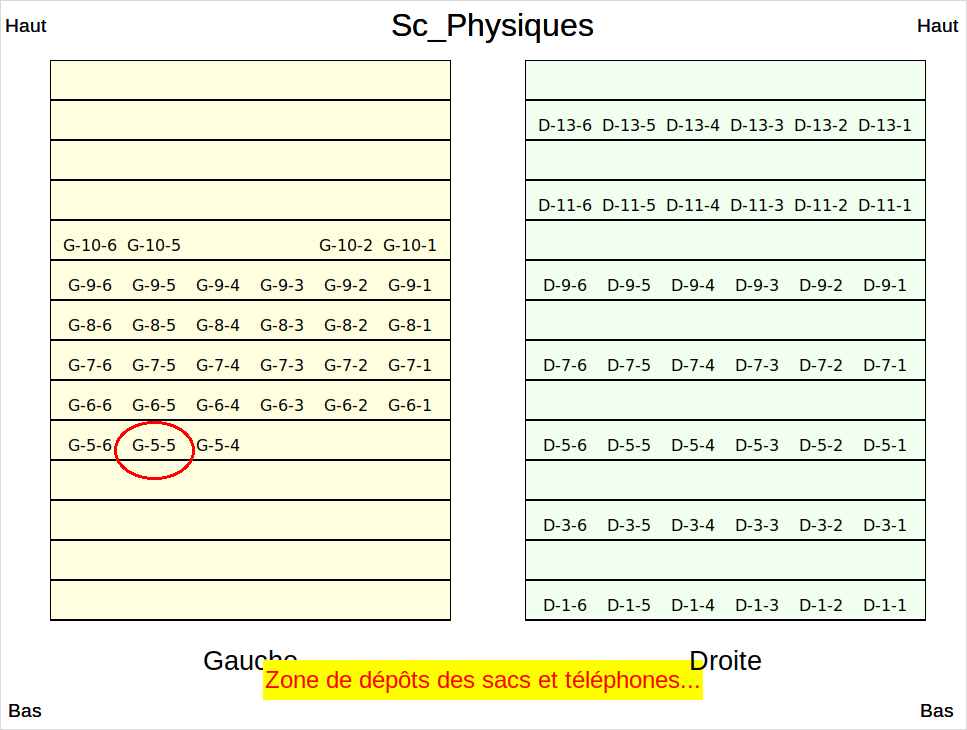 Sc_Physiques
Haut Haut
D-13-6 D-13-5 D-13-4 D-13-3 D-13-2 D-13-1
D-11-6 D-11-5 D-11-4 D-11-3 D-11-2 D-11-1
G-10-6 G-10-5 G-10-2 G-10-1
G-9-6 G-9-5 G-9-4 G-9-3 G-9-2 G-9-1 D-9-6 D-9-5 D-9-4 D-9-3 D-9-2 D-9-1
G-8-6 G-8-5 G-8-4 G-8-3 G-8-2 G-8-1
G-7-6 G-7-5 G-7-4 G-7-3 G-7-2 G-7-1 D-7-6 D-7-5 D-7-4 D-7-3 D-7-2 D-7-1
G-6-6 G-6-5 G-6-4 G-6-3 G-6-2 G-6-1
G-5-6 G-5-5 G-5-4 D-5-6 D-5-5 D-5-4 D-5-3 D-5-2 D-5-1
D-3-6 D-3-5 D-3-4 D-3-3 D-3-2 D-3-1
D-1-6 D-1-5 D-1-4 D-1-3 D-1-2 D-1-1
Gauche Droite
Zone de dépôts des sacs et téléphones...
Bas Bas